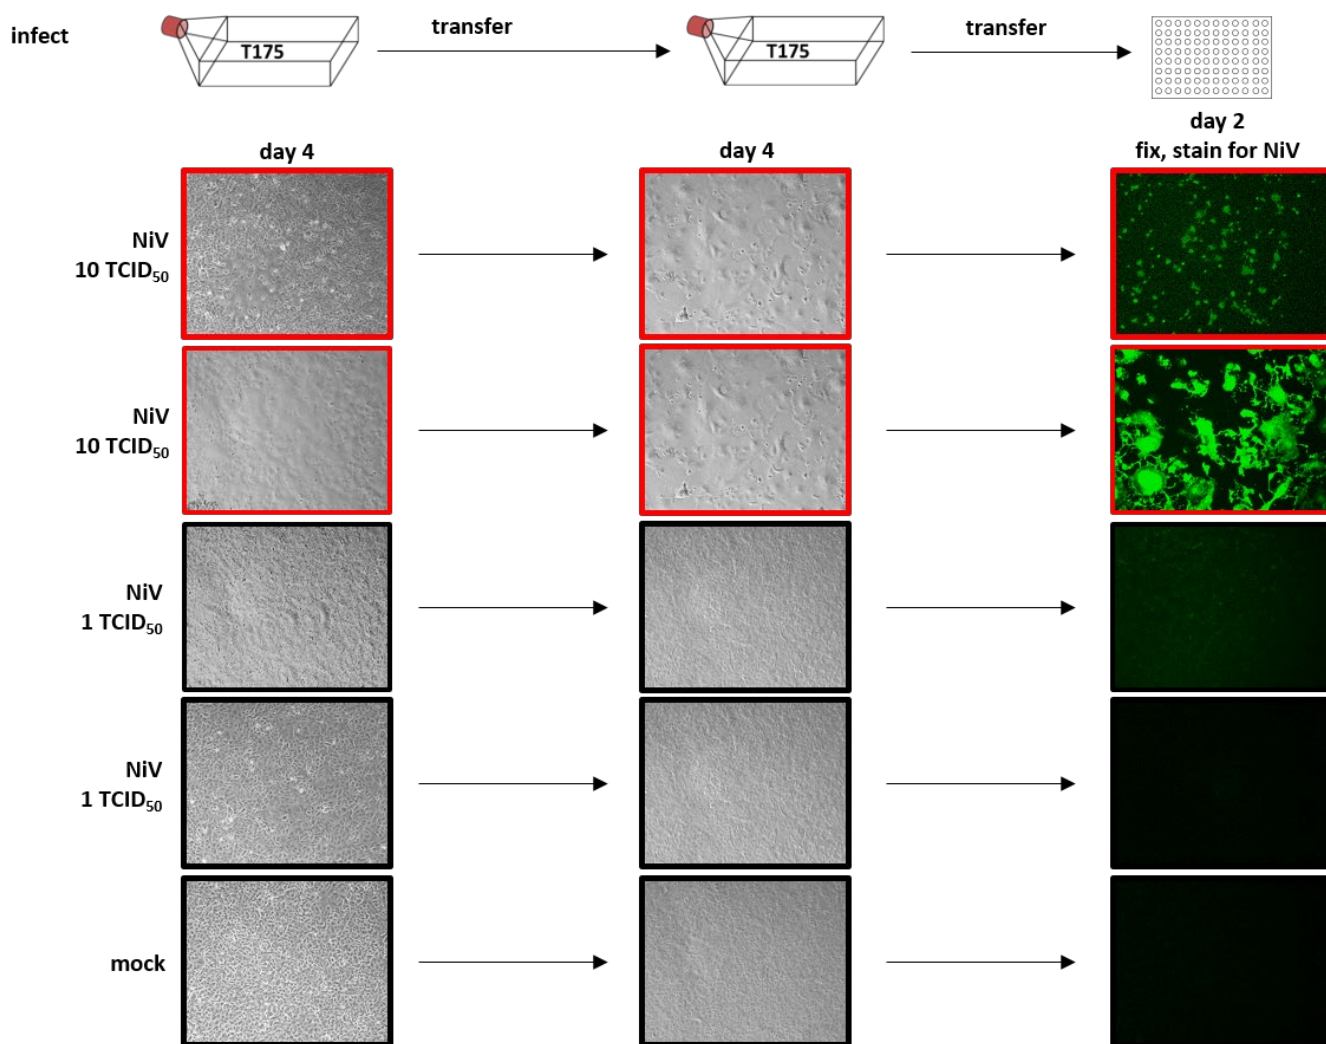 infect
T175
transfer
T175
transfer
day 4
day 4
day 2
fix, stain for NiV
NiV
10 TCID₅₀
NiV
10 TCID₅₀
NiV
1 TCID₅₀
NiV
1 TCID₅₀
mock